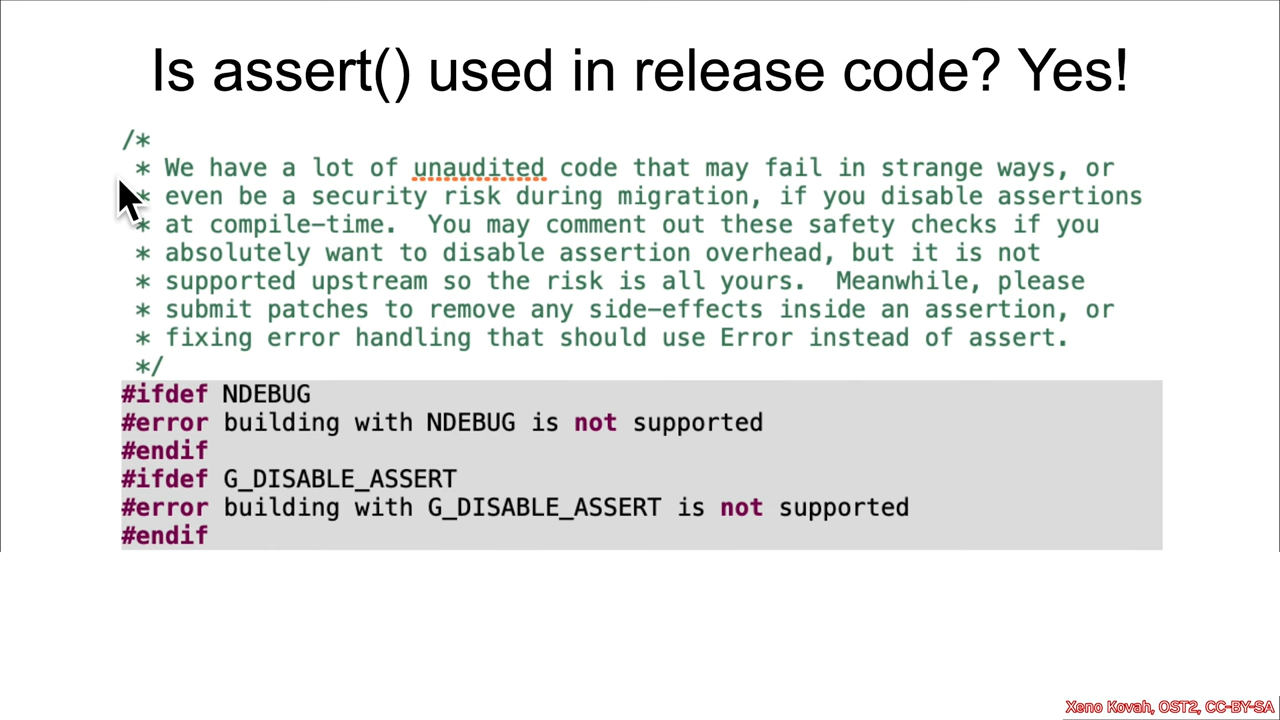 Is assert() used in release code? Yes!
/*
* We have a lot of unaudited code that may fail in strange ways, or
* even be a security risk during migration, if you disable assertions
* at compile-time.  You may comment out these safety checks if you
* absolutely want to disable assertion overhead, but it is not
* supported upstream so the risk is all yours.  Meanwhile, please
* submit patches to remove any side-effects inside an assertion, or
* fixing error handling that should use Error instead of assert.
*/
#ifdef NDEBUG
#error building with NDEBUG is not supported
#endif
#ifdef G_DISABLE_ASSERT
#error building with G_DISABLE_ASSERT is not supported
#endif
Xeno Kovah, OST2, CC-BY-SA